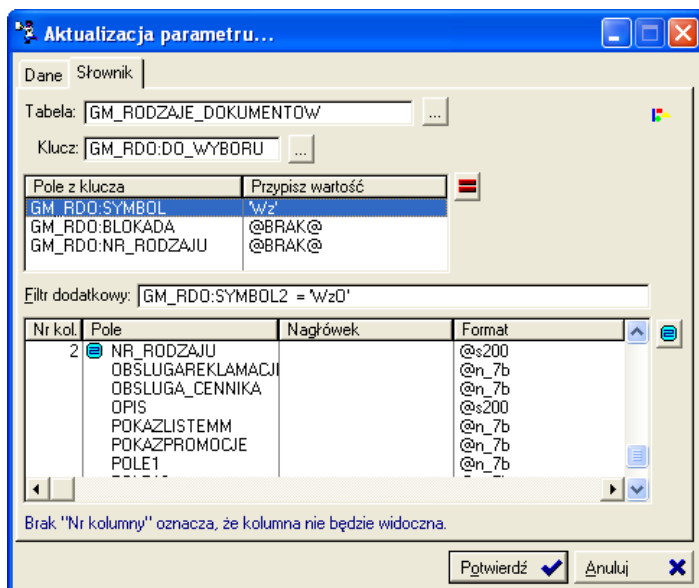 Aktualizacja parametru...
Dane Słownik
Tabela: GM_RODZAJE_DOKUMENTOW ...
Klucz: GM_RDO:DO_WYBORU ...
Pole z klucza Przypisz wartość
GM_RDO:SYMBOL 'Wz'
GM_RDO:BLOKADA @BRAK@
GM_RDO:NR_RODZAJU @BRAK@
Filtr dodatkowy: GM_RDO:SYMBOL2 = 'WzO'
Nr kol. Pole Nagłówek Format
2 NR_RODZAJU @s200
OBSLUGAREKLAMACJI @n_7b
OBSLUGA_CENNIKA @n_7b
OPIS @s200
POKAZLISTEMM @n_7b
POKAZPROMOCJE @n_7b
POLE1 @n_7b
Brak "Nr kolumny" oznacza, że kolumna nie będzie widoczna.
Potwierdź Anuluj